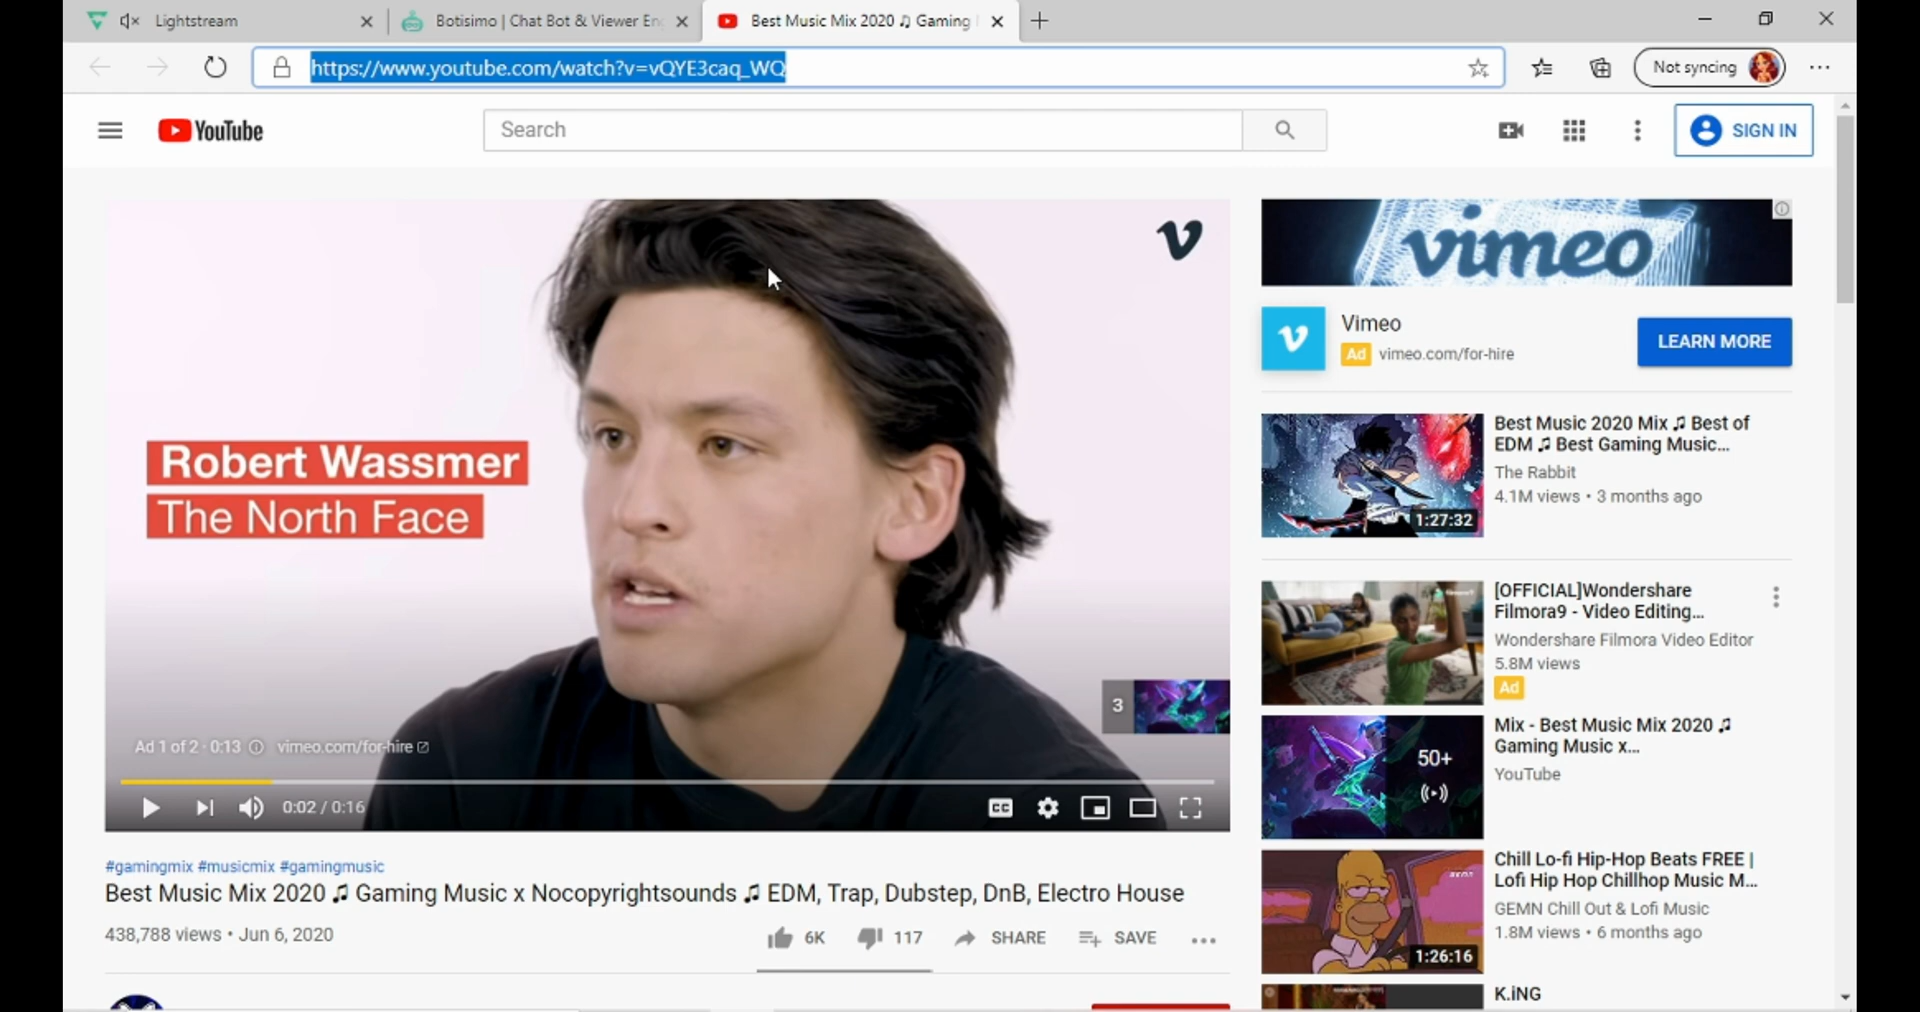 Lightstream
Botisimo | Chat Bot & Viewer En
Best Music Mix 2020 ♫ Gaming
https://www.youtube.com/watch?v=vQYE3caq_WQ
Not syncing
YouTube
Search
SIGN IN
vimeo
Vimeo
Ad vimeo.com/for-hire
LEARN MORE
Robert Wassmer
The North Face
3
Ad 1 of 2 · 0:13 vimeo.com/for-hire
0:02 / 0:16
CC
#gamingmix #musicmix #gamingmusic
Best Music Mix 2020 ♫ Gaming Music x Nocopyrightsounds ♫ EDM, Trap, Dubstep, DnB, Electro House
438,788 views • Jun 6, 2020
6K
117
SHARE
SAVE
1:27:32
Best Music 2020 Mix ♫ Best of
EDM ♫ Best Gaming Music...
The Rabbit
4.1M views • 3 months ago
[OFFICIAL]Wondershare
Filmora9 - Video Editing...
Wondershare Filmora Video Editor
5.8M views
Ad
50+
Mix - Best Music Mix 2020 ♫
Gaming Music x...
YouTube
1:26:16
Chill Lo-fi Hip-Hop Beats FREE |
Lofi Hip Hop Chillhop Music M...
GEMN Chill Out & Lofi Music
1.8M views • 6 months ago
K.iNG